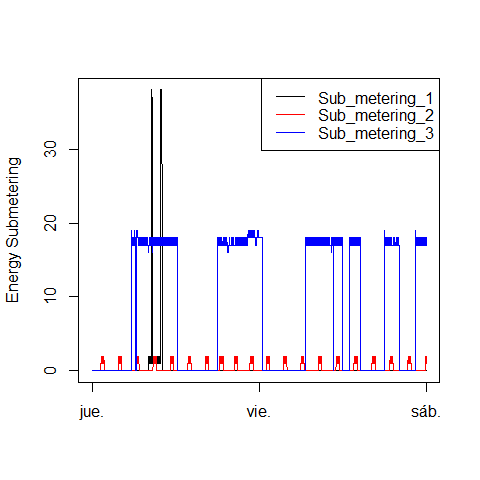 Sub_metering_1
Sub_metering_2
Sub_metering_3
Energy Submetering
30
20
10
0
jue.
vie.
sáb.